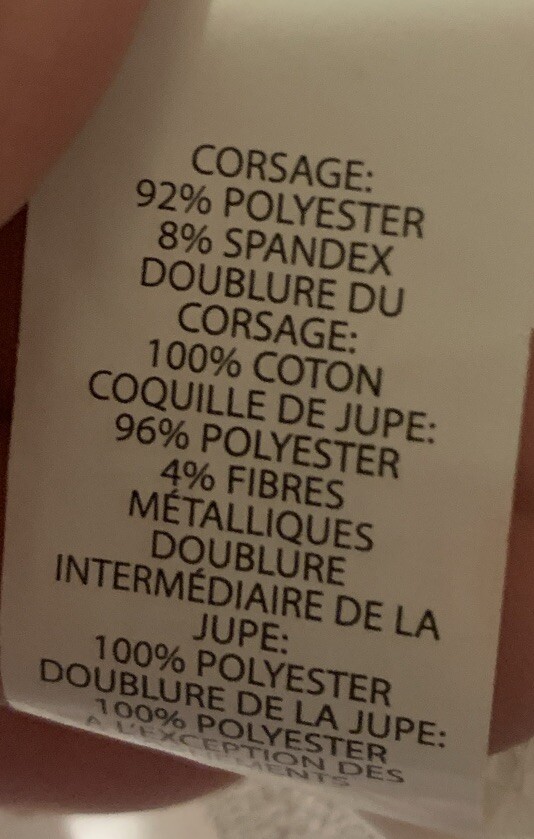 CORSAGE:
92% POLYESTER
8% SPANDEX
DOUBLURE DU
CORSAGE:
100% COTON
COQUILLE DE JUPE:
96% POLYESTER
4% FIBRES
MÉTALLIQUES
DOUBLURE
INTERMÉDIAIRE DE LA
JUPE:
100% POLYESTER
DOUBLURE DE LA JUPE:
100% POLYESTER
À L'EXCEPTION DES